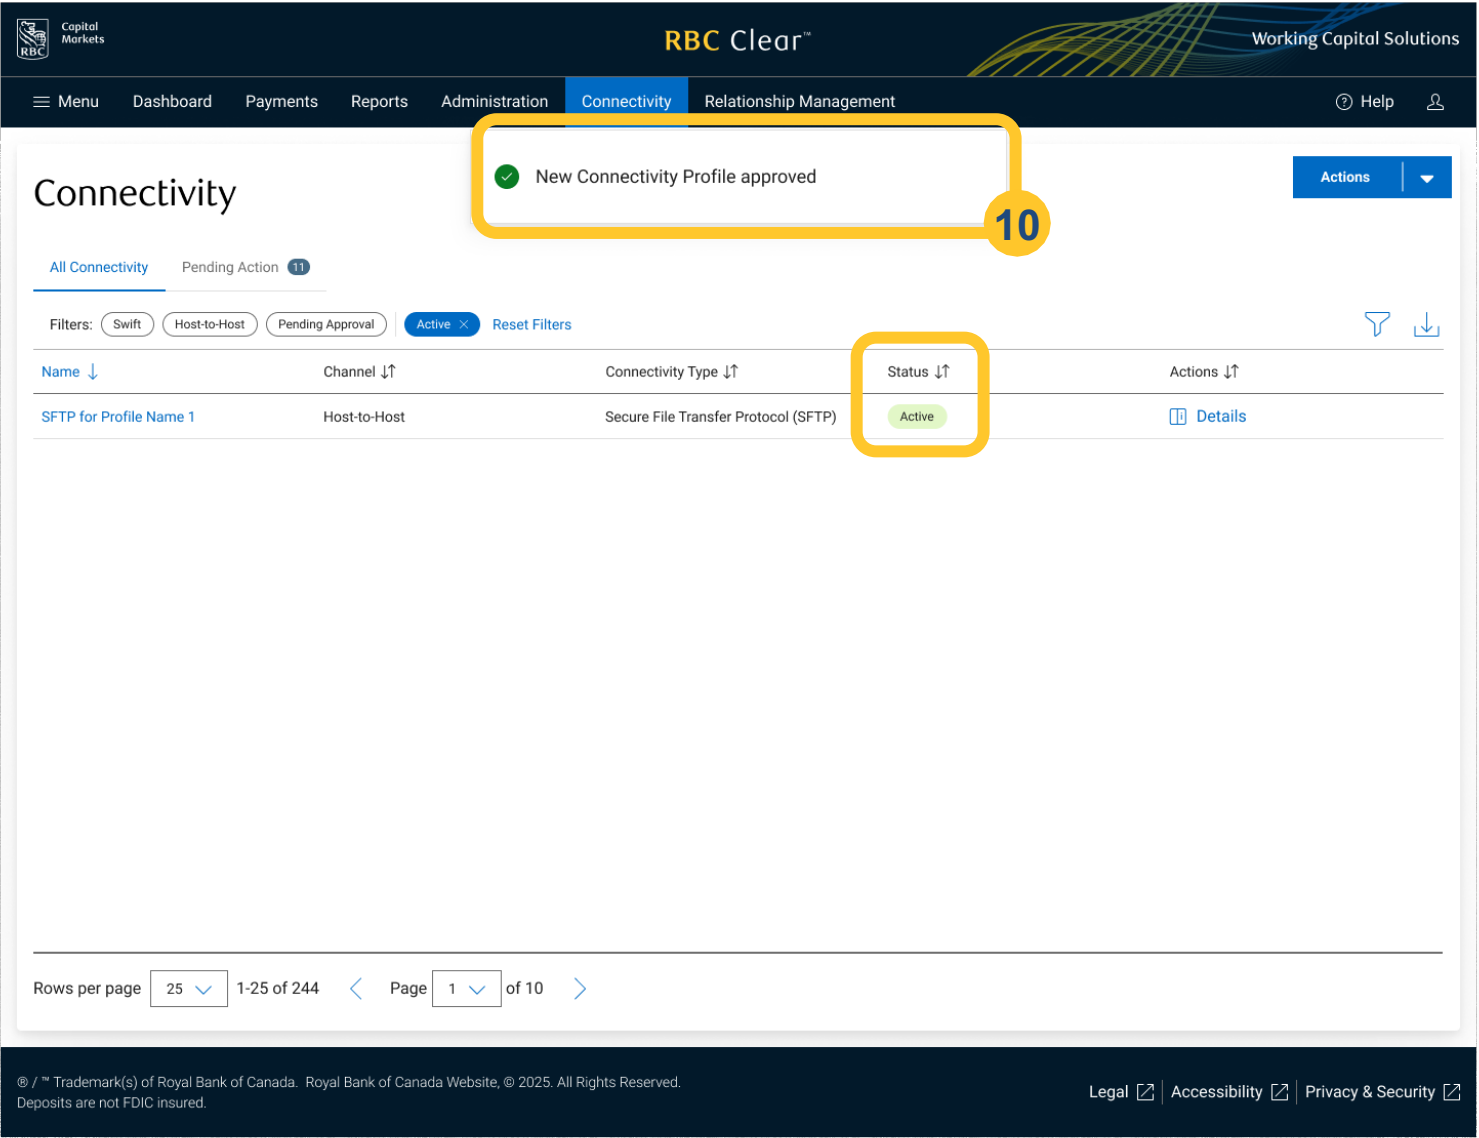 RBC
Capital
Markets
RBC Clear™
Working Capital Solutions
Menu Dashboard Payments Reports Administration Connectivity Relationship Management Help
Connectivity
New Connectivity Profile approved
10
Actions
All Connectivity Pending Action 11
Filters: Swift Host-to-Host Pending Approval Active × Reset Filters
Name ↓ Channel ↓↑ Connectivity Type ↓↑ Status ↓↑ Actions ↓↑
SFTP for Profile Name 1 Host-to-Host Secure File Transfer Protocol (SFTP) Active Details
Rows per page 25 1-25 of 244 Page 1 of 10
® / ™ Trademark(s) of Royal Bank of Canada. Royal Bank of Canada Website, © 2025. All Rights Reserved.
Deposits are not FDIC insured.
Legal Accessibility Privacy & Security